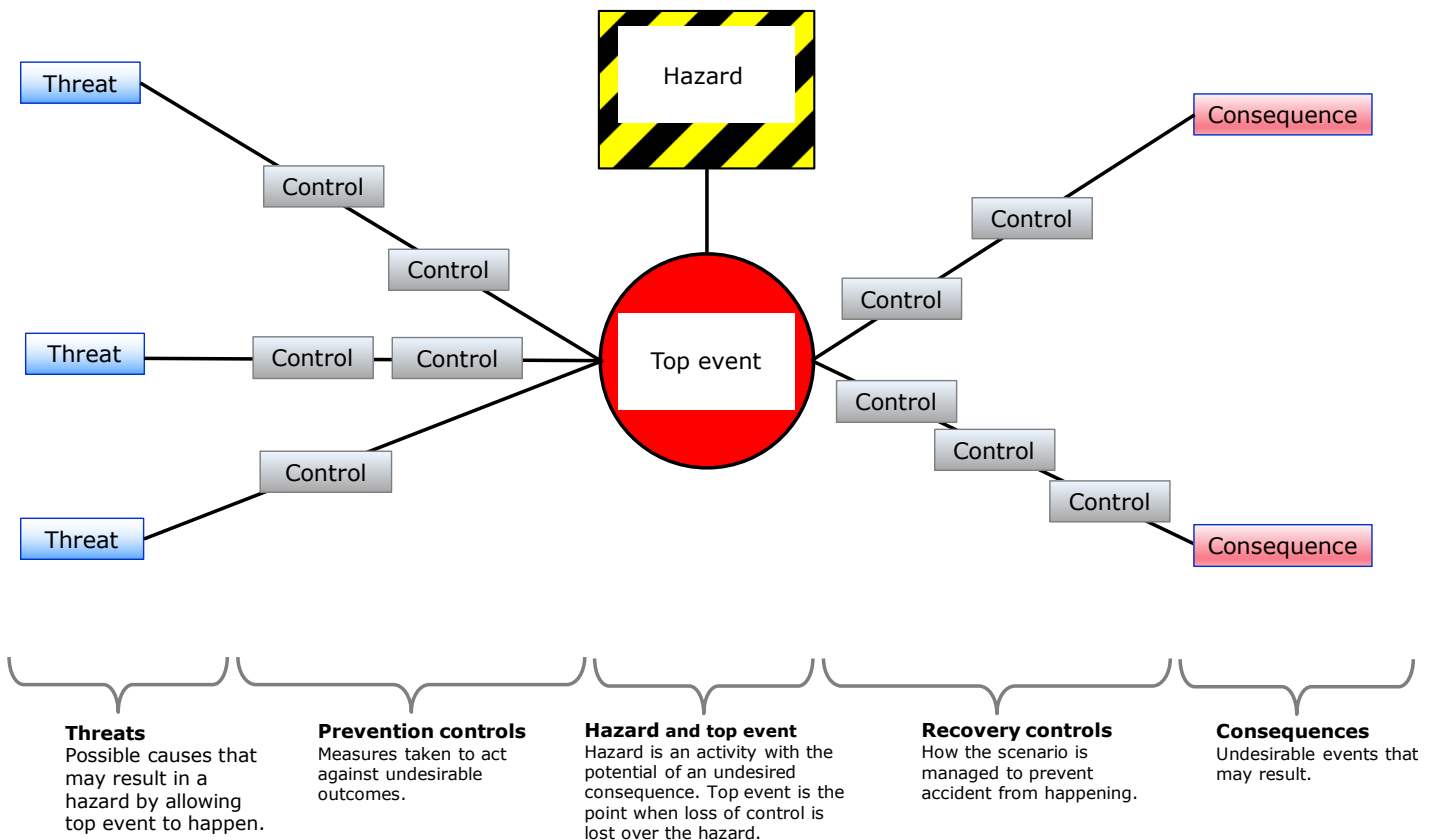 Hazard
Threat
Consequence
Control
Control
Control
Control
Threat
Control
Control
Top event
Control
Control
Control
Control
Threat
Consequence
Threats
Possible causes that
may result in a
hazard by allowing
top event to happen.
Prevention controls
Measures taken to act
against undesirable
outcomes.
Hazard and top event
Hazard is an activity with the
potential of an undesired
consequence. Top event is the
point when loss of control is
lost over the hazard.
Recovery controls
How the scenario is
managed to prevent
accident from happening.
Consequences
Undesirable events that
may result.